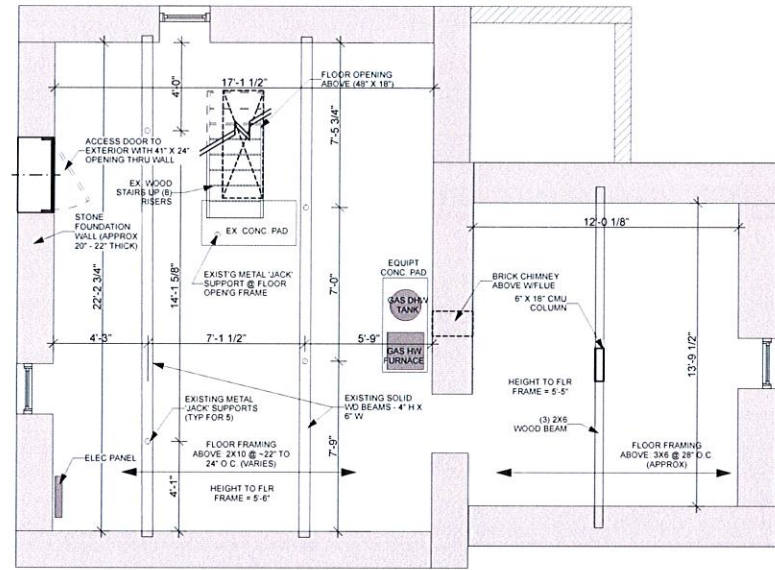 17'-1 1/2"
4'-0"
FLOOR OPENING
ABOVE (48" X 18")
7'-5 3/4"
ACCESS DOOR TO
EXTERIOR WITH 41" X 24"
OPENING THRU WALL
EX. WOOD
STAIRS UP (8)
RISERS
STONE
FOUNDATION
WALL (APPROX
20" - 22" THICK)
EX CONC. PAD
12'-0 1/8"
22'-2 3/4"
14'-1 5/8"
EXIST'G METAL 'JACK'
SUPPORT @ FLOOR
OPEN'G FRAME
7'-0"
EQUIPT
CONC. PAD
GAS DHW
TANK
GAS HW
FURNACE
BRICK CHIMNEY
ABOVE W/FLUE
6" X 18" CMU
COLUMN
4'-3"
7'-1 1/2"
5'-9"
13'-9 1/2"
HEIGHT TO FLR
FRAME = 5'-5"
EXISTING METAL
'JACK' SUPPORTS
(TYP FOR 5)
EXISTING SOLID
WD BEAMS - 4" H X
6" W
(3) 2X6
WOOD BEAM
ELEC PANEL
FLOOR FRAMING
ABOVE 2X10 @ ~22" TO
24" O.C. (VARIES)
7'-9"
FLOOR FRAMING
ABOVE 3X6 @ 28" O.C.
(APPROX)
4'-1"
HEIGHT TO FLR
FRAME = 5'-6"